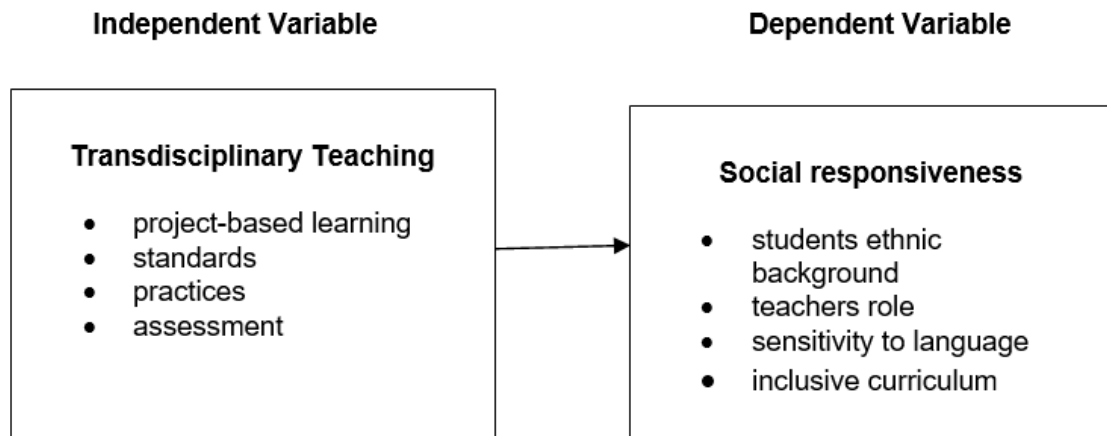 Independent Variable
Dependent Variable
Transdisciplinary Teaching
• project-based learning
• standards
• practices
• assessment
Social responsiveness
• students ethnic
background
• teachers role
• sensitivity to language
• inclusive curriculum